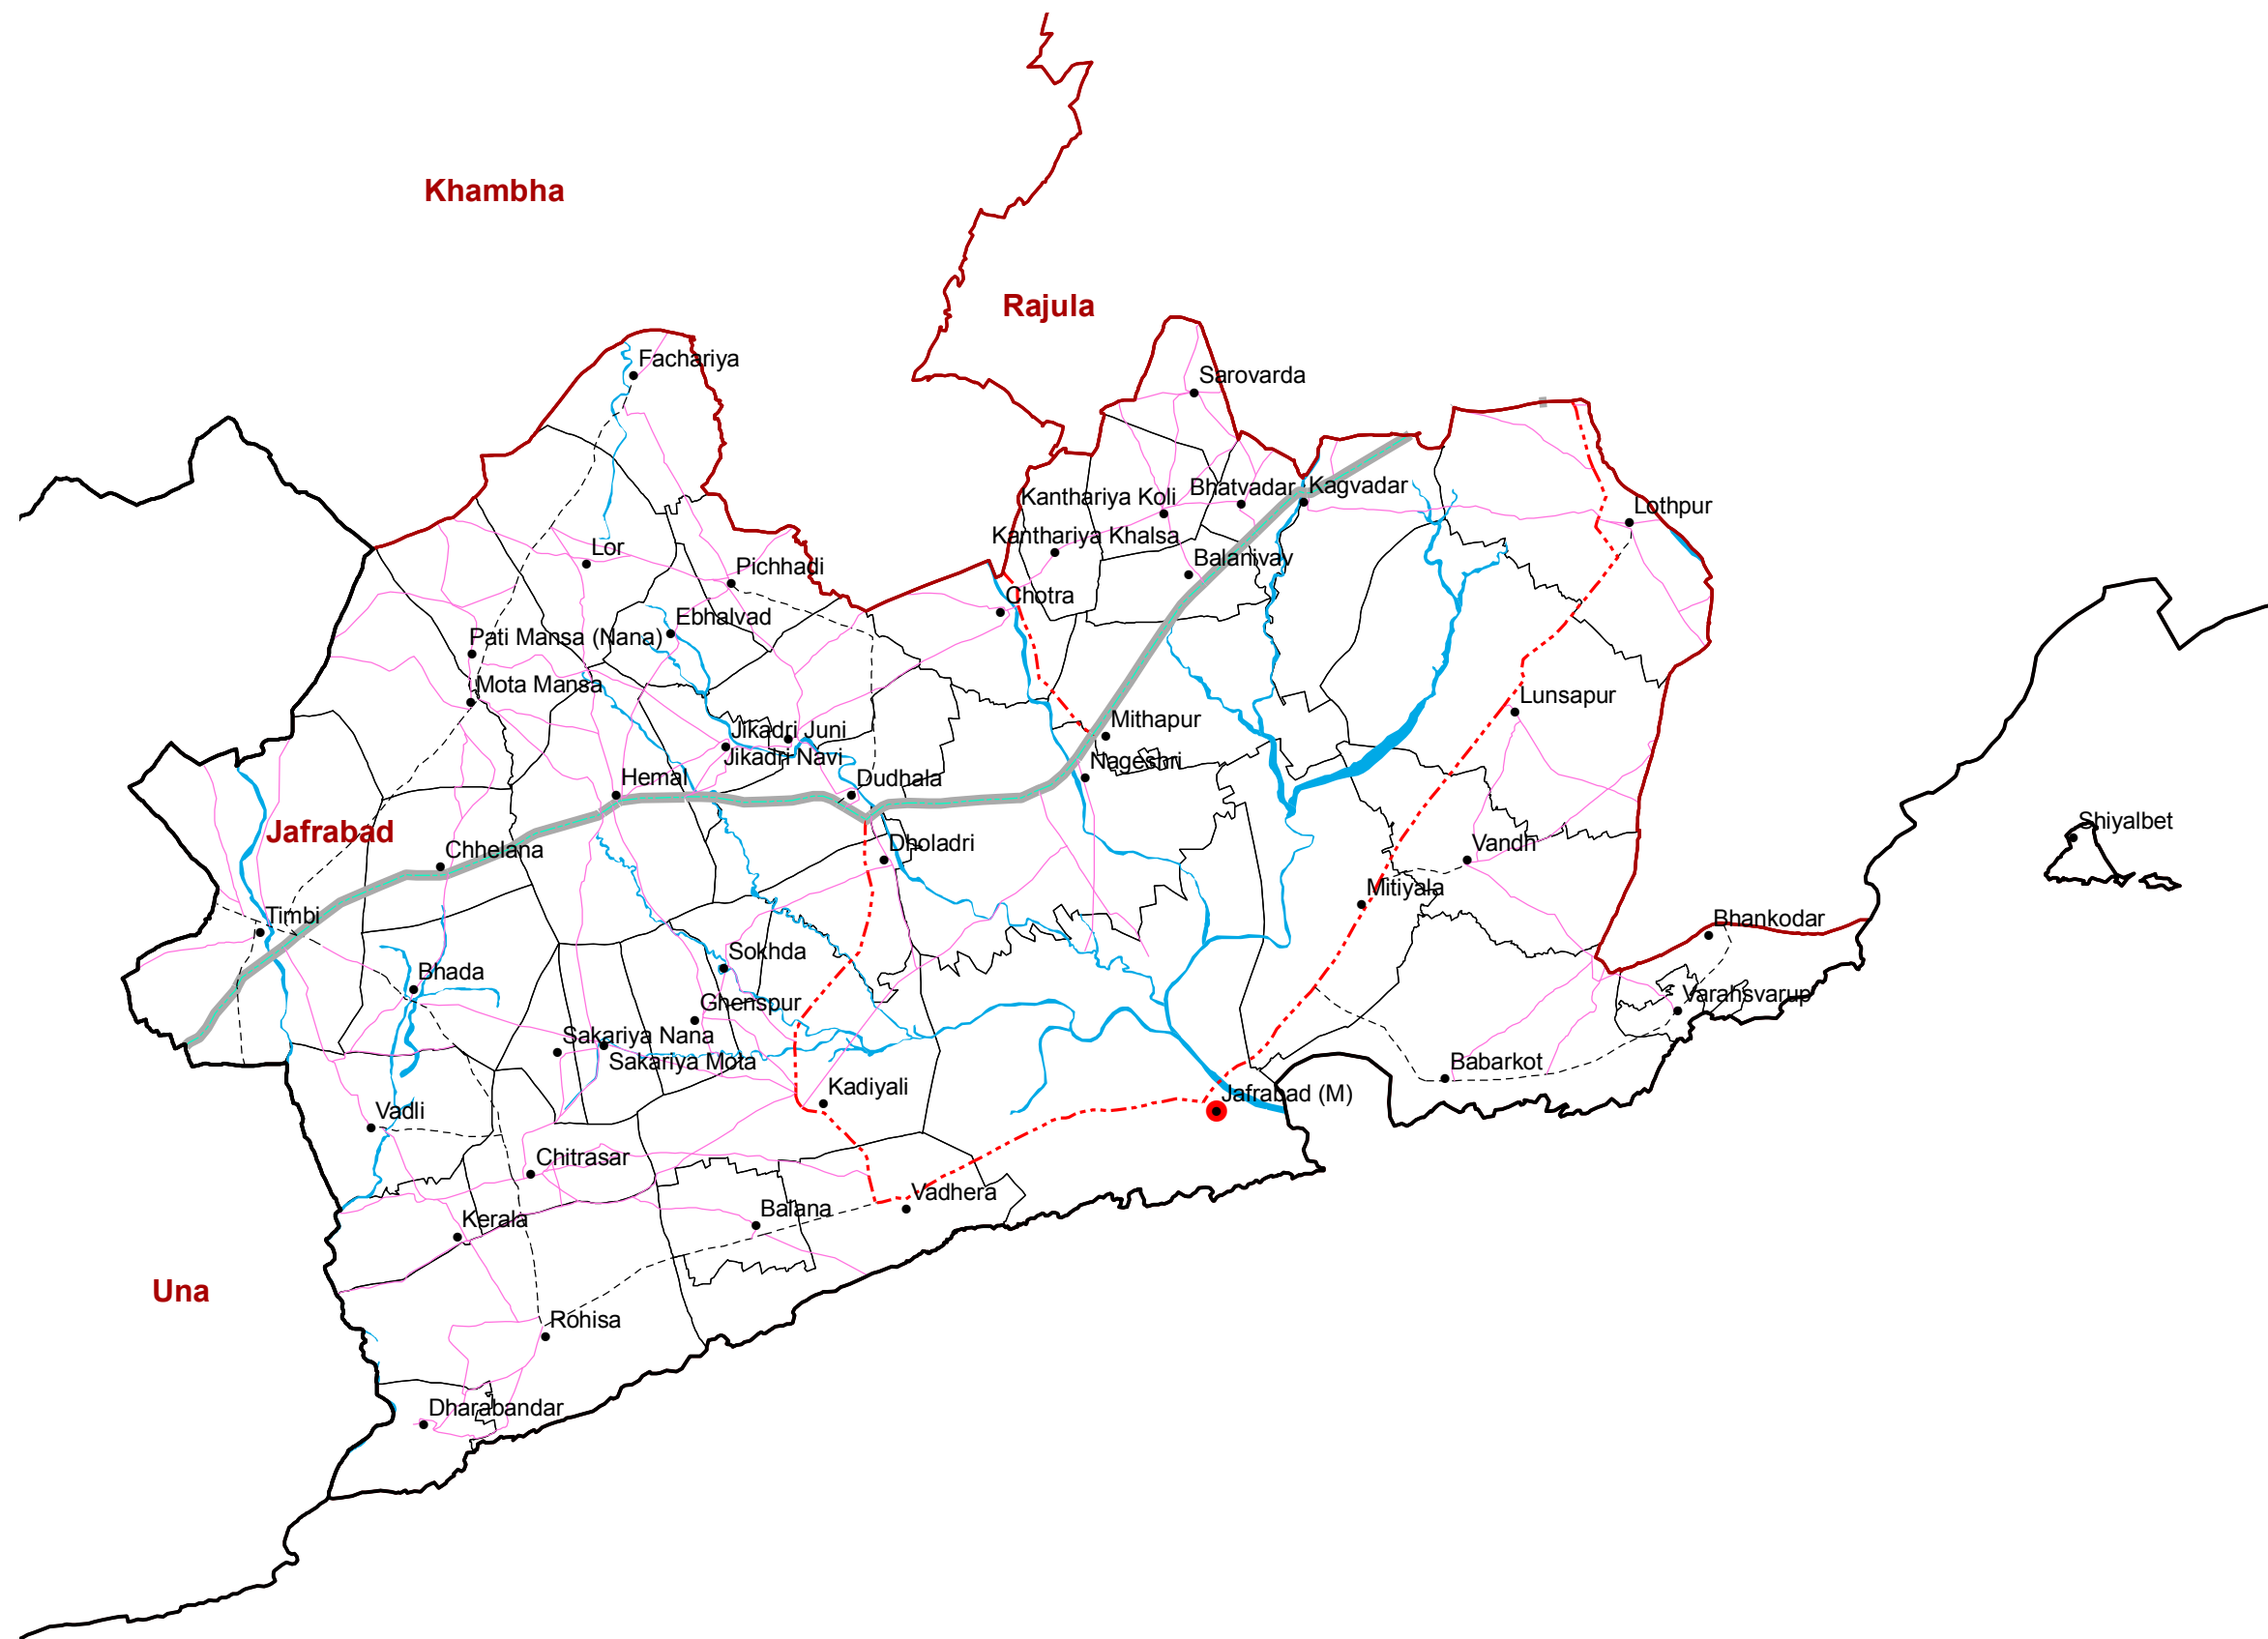 Khambha
Rajula
Fachariya
Sarovarda
Kanthariya Koli
Bhatvadar
Kagvadar
Lothpur
Kanthariya Khalsa
Lor
Balanivav
Pichhadi
Chotra
Ebhalvad
Pati Mansa (Nana)
Mota Mansa
Lunsapur
Mithapur
Jikadri Juni
Jikadri Navi
Nageshri
Hemal
Dudhala
Shiyalbet
Jafrabad
Chhelana
Dholadri
Vandh
Mitiyala
Timbi
Bhankodar
Sokhda
Bhada
Varahsvarup
Ghenspur
Sakariya Nana
Sakariya Mota
Babarkot
Kadiyali
Jafrabad (M)
Vadli
Chitrasar
Vadhera
Balana
Kerala
Una
Rohisa
Dharabandar